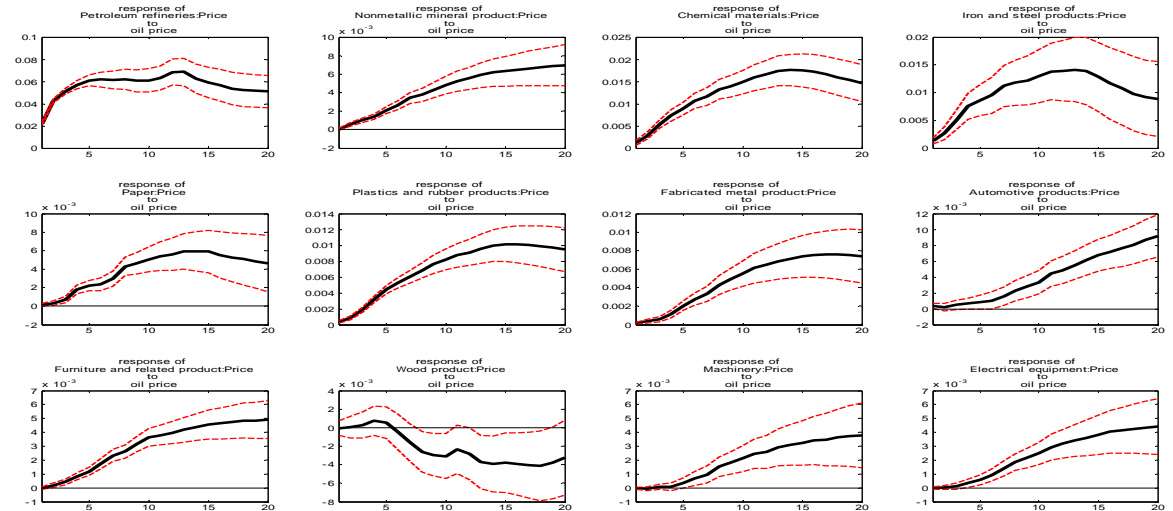 response of
Petroleum refineries:Price
to
oil price
0.1
0.08
0.06
0.04
0.02
0
5 10 15 20
response of
Nonmetallic mineral product:Price
to
oil price
x 10^-3
10
8
6
4
2
0
-2
5 10 15 20
response of
Chemical materials:Price
to
oil price
0.025
0.02
0.015
0.01
0.005
0
5 10 15 20
response of
Iron and steel products:Price
to
oil price
0.02
0.015
0.01
0.005
0
5 10 15 20
response of
Paper:Price
to
oil price
x 10^-3
10
8
6
4
2
0
-2
5 10 15 20
response of
Plastics and rubber products:Price
to
oil price
0.014
0.012
0.01
0.008
0.006
0.004
0.002
0
5 10 15 20
response of
Fabricated metal product:Price
to
oil price
0.012
0.01
0.008
0.006
0.004
0.002
0
5 10 15 20
response of
Automotive products:Price
to
oil price
x 10^-3
12
10
8
6
4
2
0
-2
5 10 15 20
response of
Furniture and related product:Price
to
oil price
x 10^-3
7
6
5
4
3
2
1
0
-1
5 10 15 20
response of
Wood product:Price
to
oil price
x 10^-3
4
2
0
-2
-4
-6
-8
5 10 15 20
response of
Machinery:Price
to
oil price
x 10^-3
7
6
5
4
3
2
1
0
-1
5 10 15 20
response of
Electrical equipment:Price
to
oil price
x 10^-3
7
6
5
4
3
2
1
0
-1
5 10 15 20